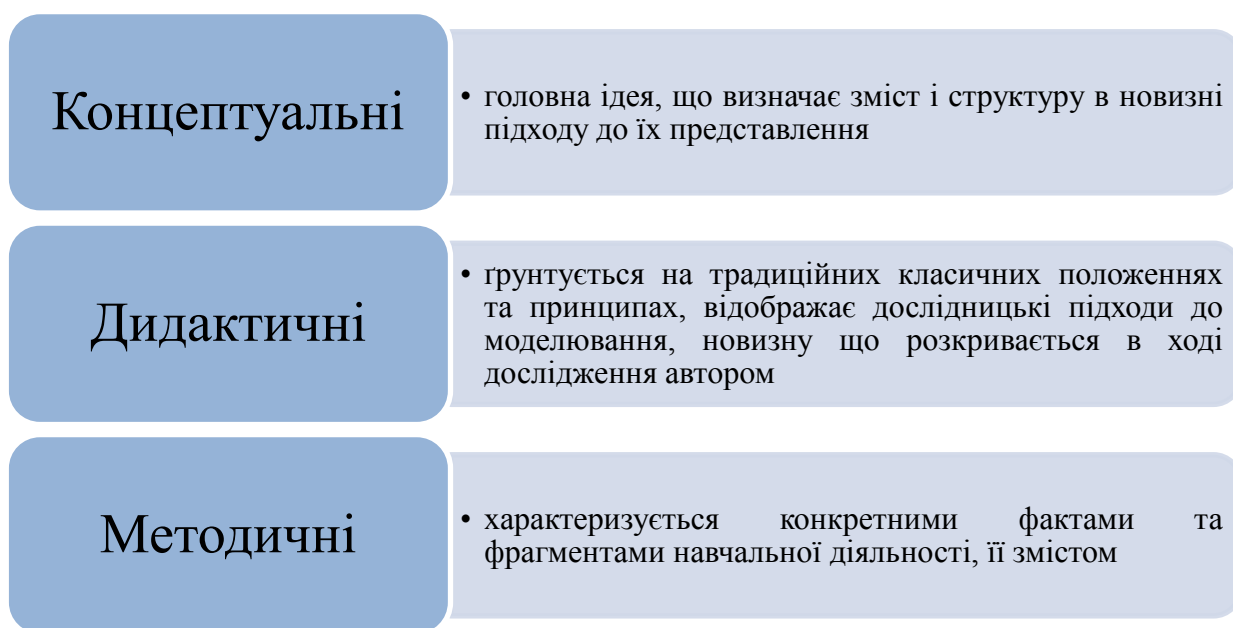 Концептуальні
• головна ідея, що визначає зміст і структуру в новизні
підходу до їх представлення
Дидактичні
• ґрунтується на традиційних класичних положеннях
та принципах, відображає дослідницькі підходи до
моделювання, новизну що розкривається в ході
дослідження автором
Методичні
• характеризується конкретними фактами та
фрагментами навчальної діяльності, її змістом